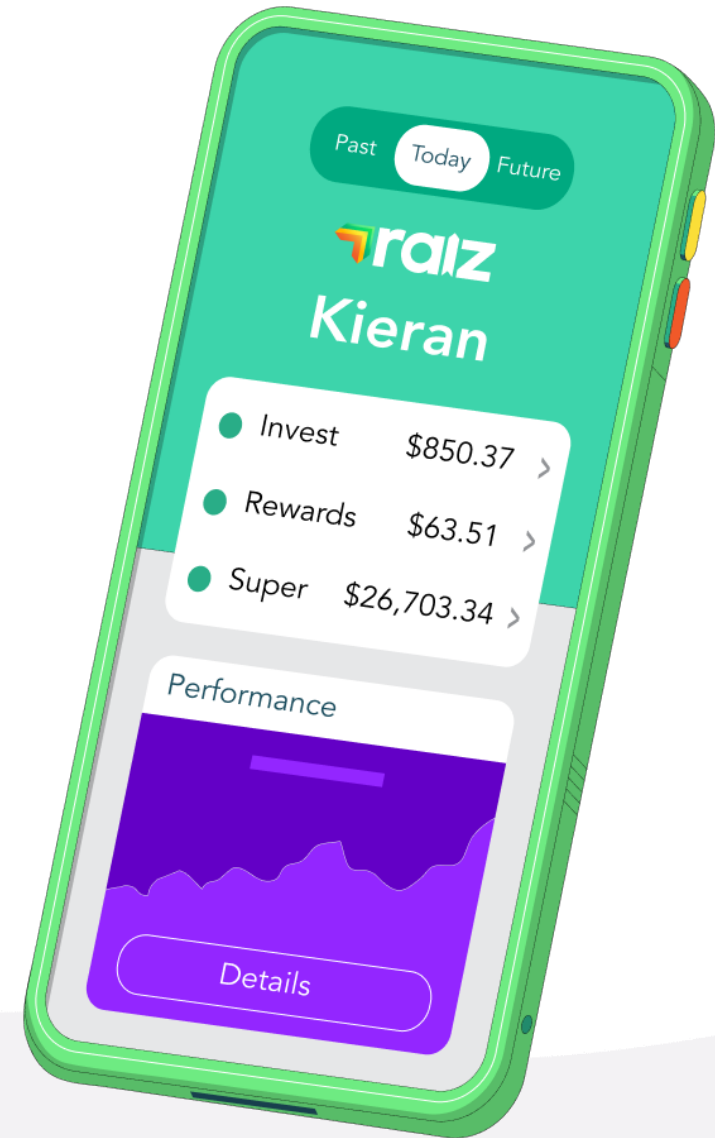 Past Today Future
raiz
Kieran
Invest $850.37
Rewards $63.51
Super $26,703.34
Performance
Details